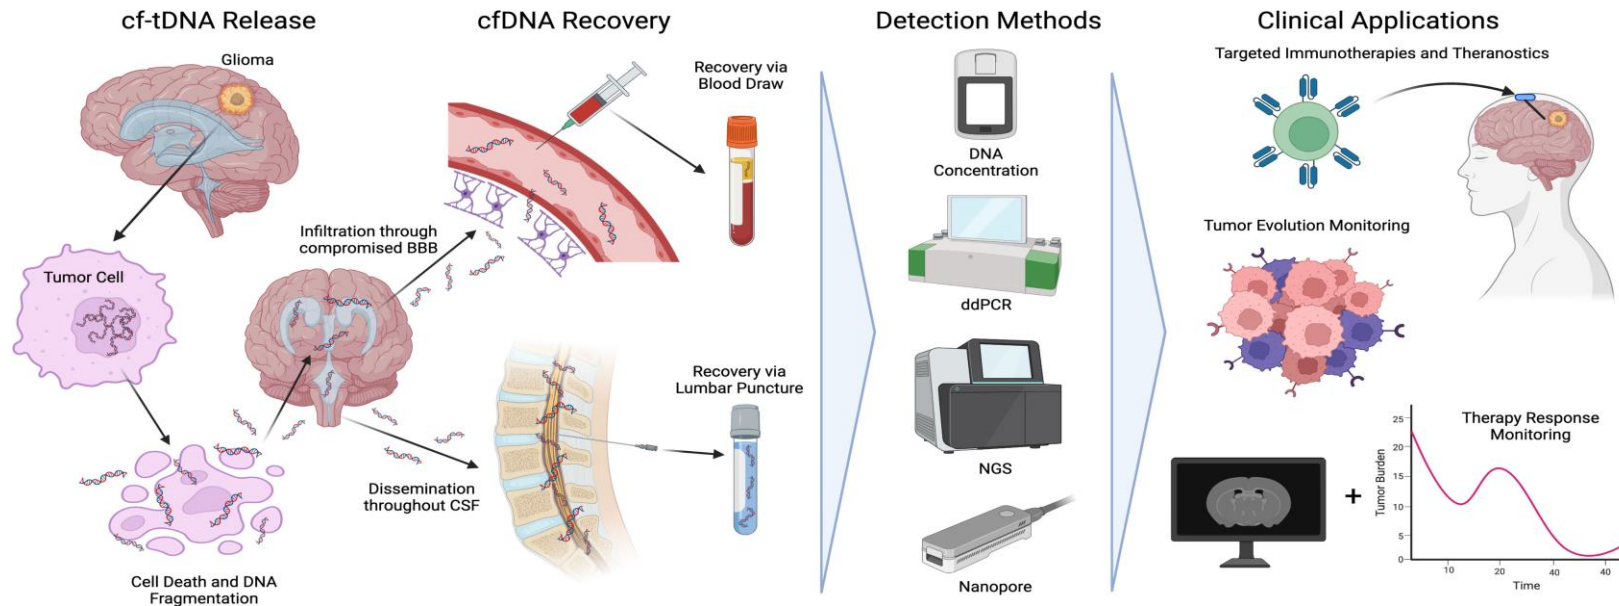 cf-tDNA Release
Glioma
Tumor Cell
Cell Death and DNA
Fragmentation
cfDNA Recovery
Infiltration through
compromised BBB
Recovery via
Blood Draw
Dissemination
throughout CSF
Recovery via
Lumbar Puncture
Detection Methods
DNA
Concentration
ddPCR
NGS
Nanopore
Clinical Applications
Targeted Immunotherapies and Theranostics
Tumor Evolution Monitoring
Therapy Response
Monitoring
Tumor Burden
25
20
15
10
5
0
10
20
40
40
Time
+